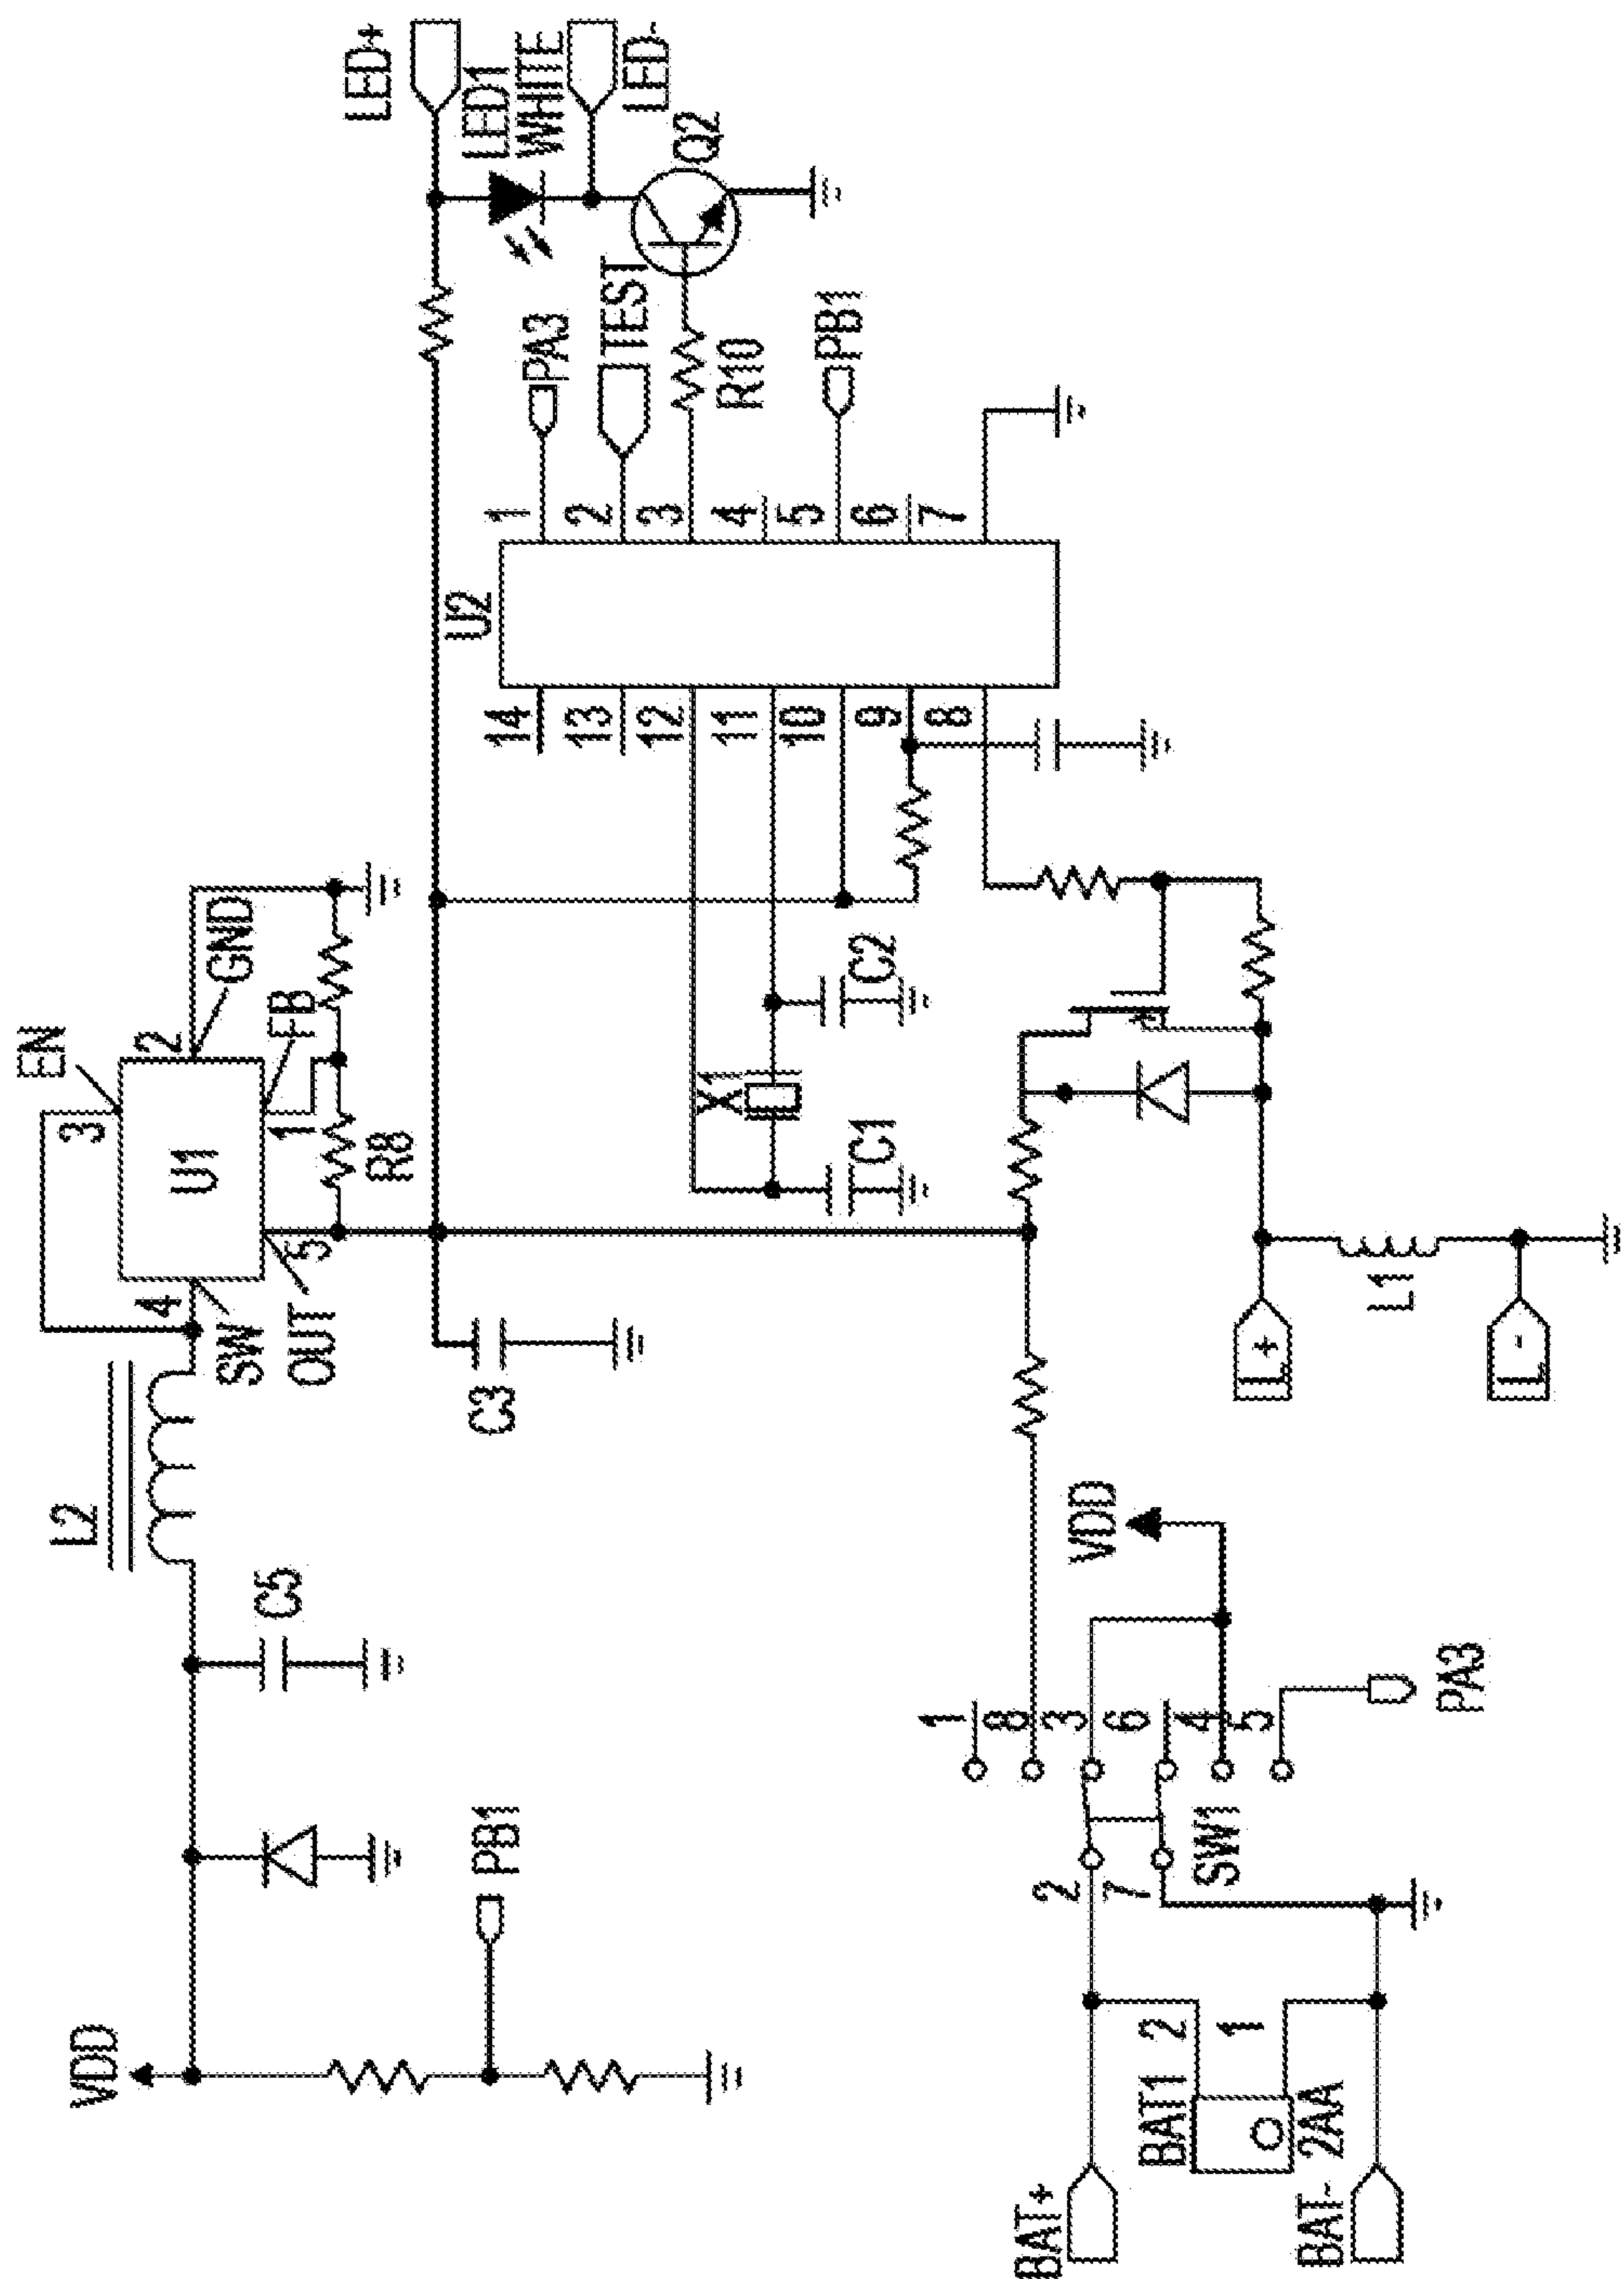 VDD
PB1
C5
L2
SW
4
OUT
5
U1
3
EN
2
GND
FB
1
R8
C3
LED+
LED1
WHITE
LED-
Q2
PA3
TEST
R10
PB1
U2
1
2
3
4
5
6
7
14
13
12
11
10
9
8
X1
C1
C2
L+
L1
L-
VDD
1
8
3
6
4
5
PA3
SW1
2
7
BAT+
BAT1
2
1
2AA
BAT-